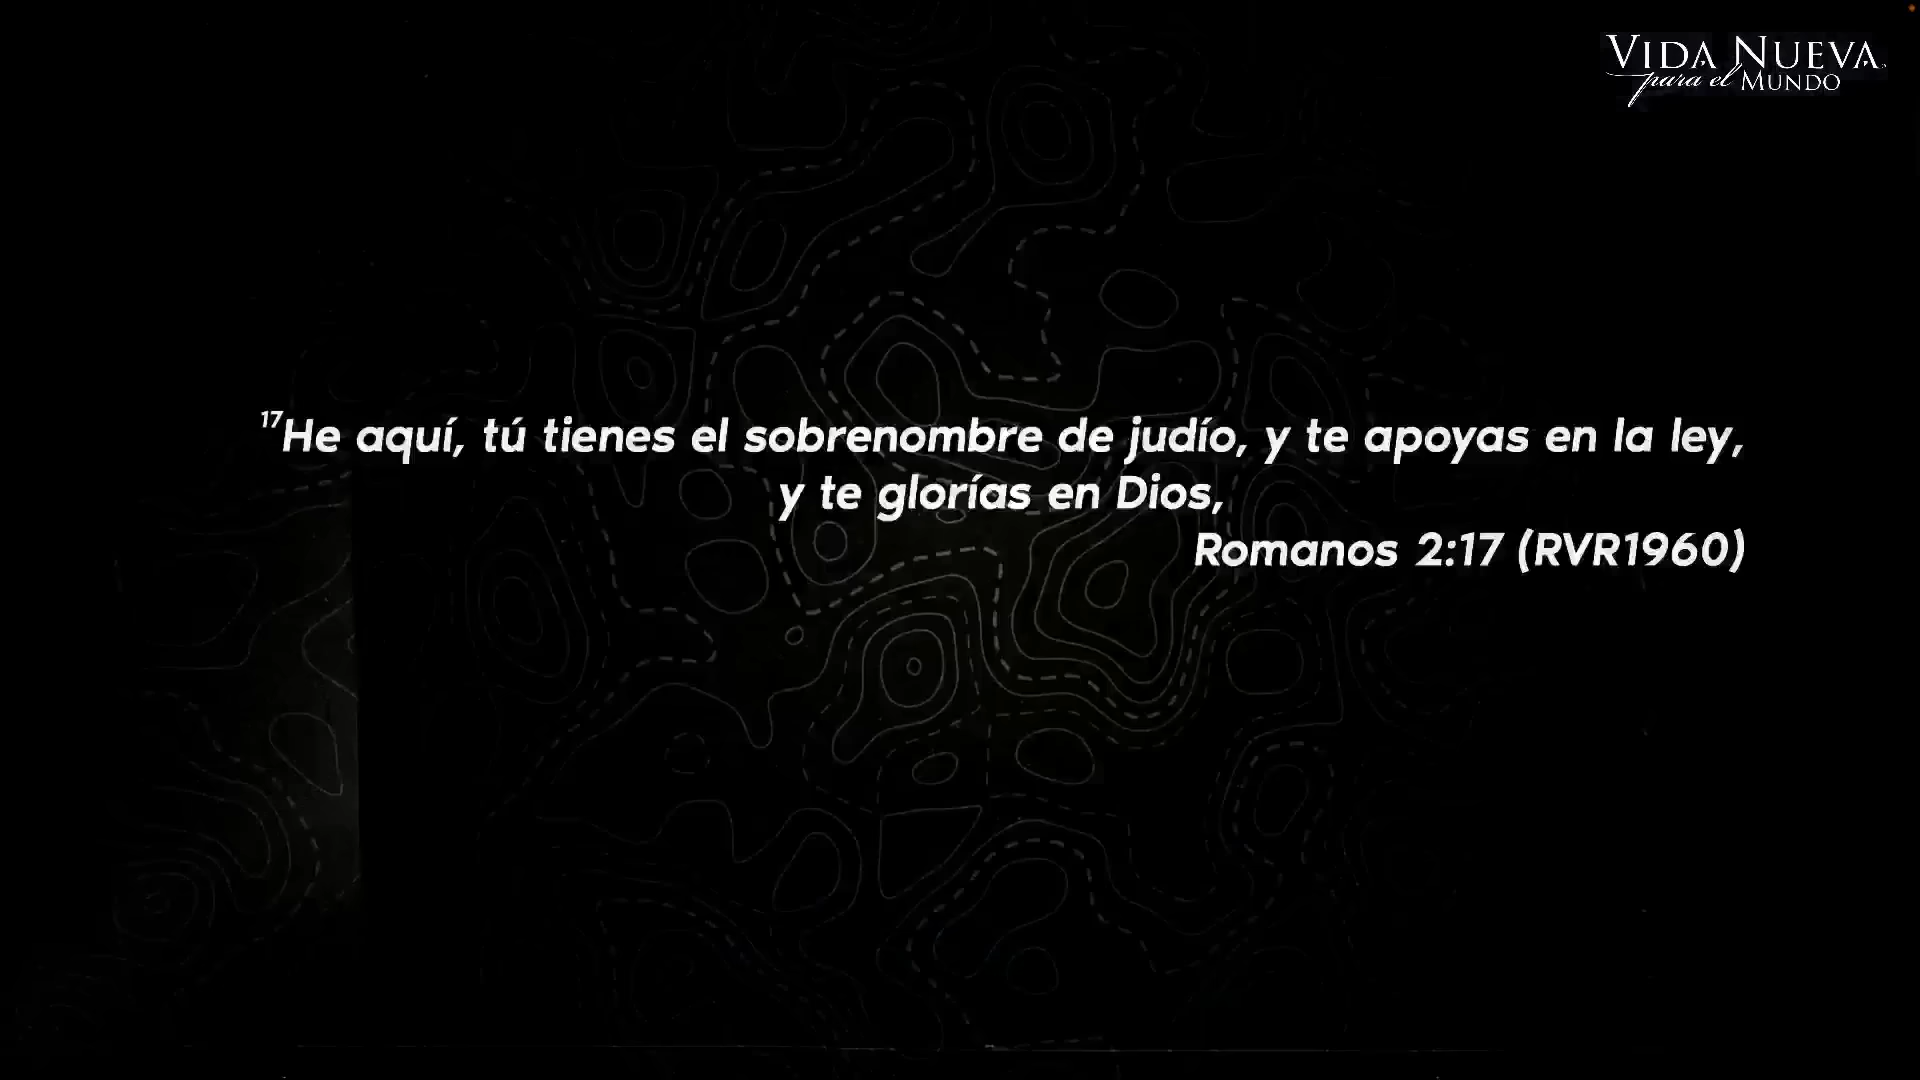 VIDA NUEVA
para el MUNDO
17He aquí, tú tienes el sobrenombre de judío, y te apoyas en la ley,
y te glorías en Dios,
Romanos 2:17 (RVR1960)